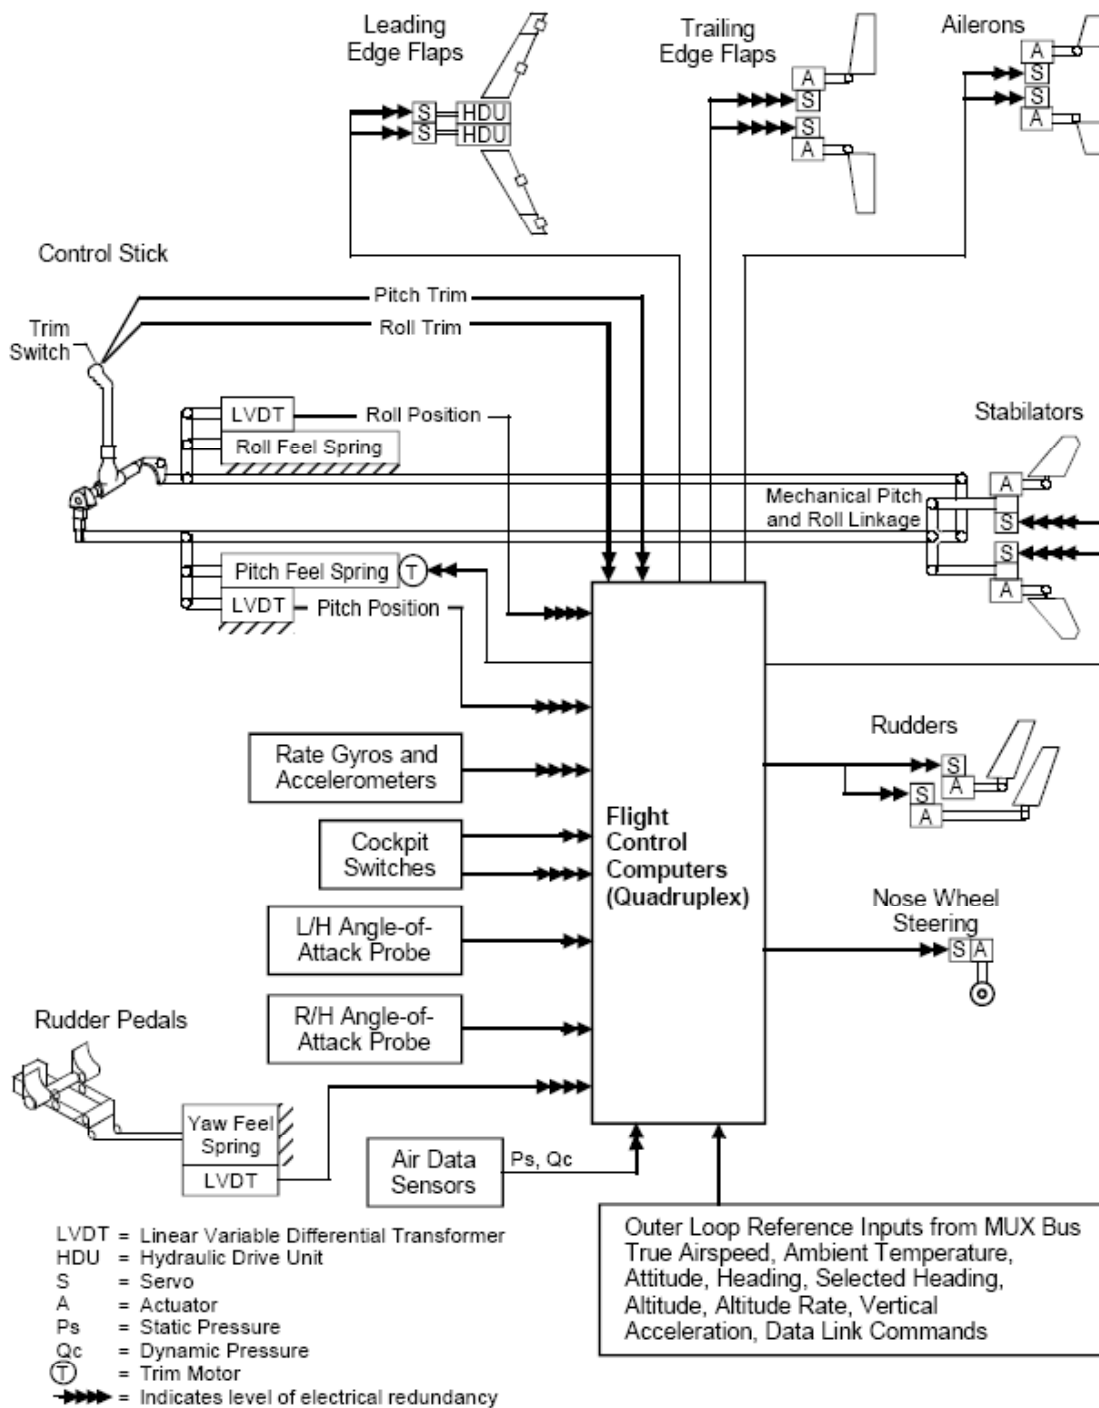 Leading
Edge Flaps
Trailing
Edge Flaps
Ailerons
S HDU
S HDU
A
S
S
A
A
S
S
A
Control Stick
Pitch Trim
Roll Trim
Trim
Switch
LVDT
Roll Position
Roll Feel Spring
Stabilators
Mechanical Pitch
and Roll Linkage
A
S
S
A
Pitch Feel Spring
T
LVDT
Pitch Position
Rate Gyros and
Accelerometers
Cockpit
Switches
L/H Angle-of-
Attack Probe
R/H Angle-of-
Attack Probe
Flight
Control
Computers
(Quadruplex)
Rudders
S
A
S
A
Nose Wheel
Steering
S A
Rudder Pedals
Yaw Feel
Spring
LVDT
Air Data
Sensors
Ps, Qc
Outer Loop Reference Inputs from MUX Bus
True Airspeed, Ambient Temperature,
Attitude, Heading, Selected Heading,
Altitude, Altitude Rate, Vertical
Acceleration, Data Link Commands
LVDT = Linear Variable Differential Transformer
HDU = Hydraulic Drive Unit
S = Servo
A = Actuator
Ps = Static Pressure
Qc = Dynamic Pressure
T = Trim Motor
= Indicates level of electrical redundancy